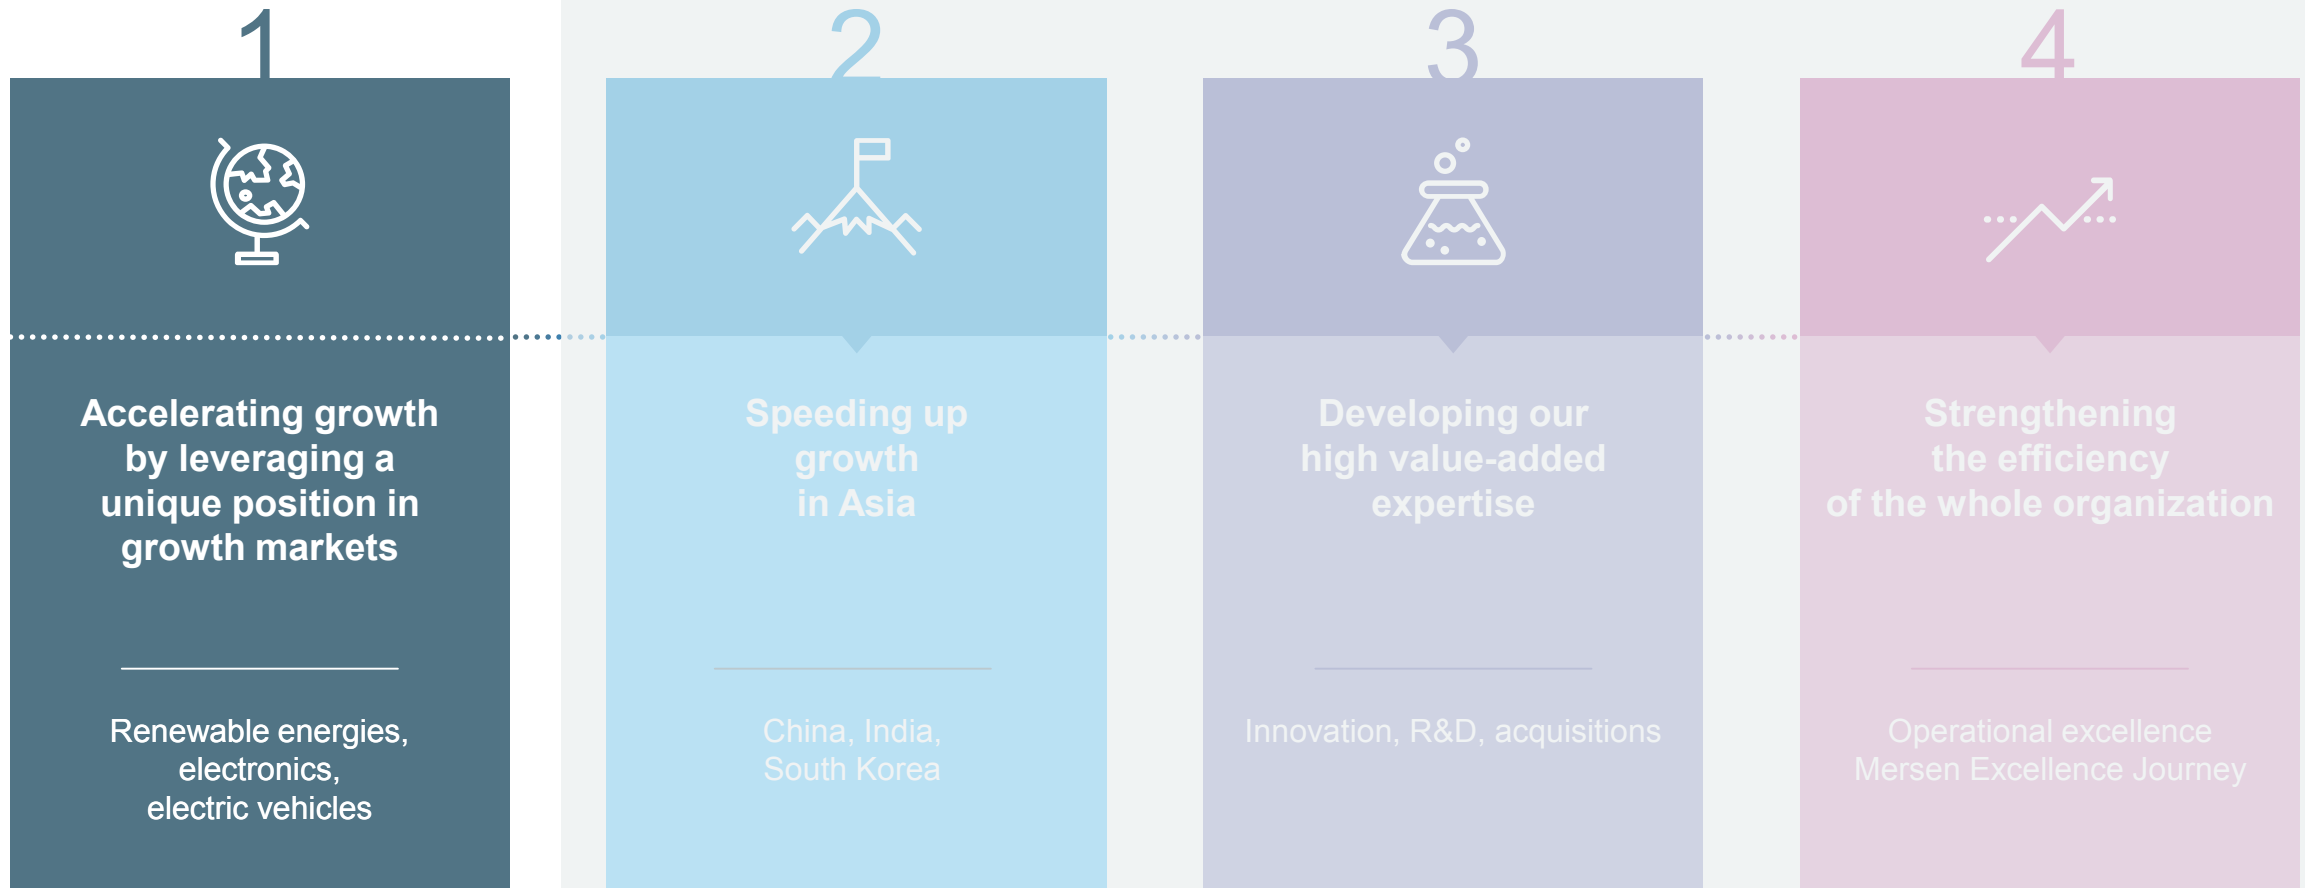 1
Accelerating growth
by leveraging a
unique position in
growth markets
Renewable energies,
electronics,
electric vehicles
2
Speeding up
growth
in Asia
China, India,
South Korea
3
Developing our
high value-added
expertise
Innovation, R&D, acquisitions
4
Strengthening
the efficiency
of the whole organization
Operational excellence
Mersen Excellence Journey